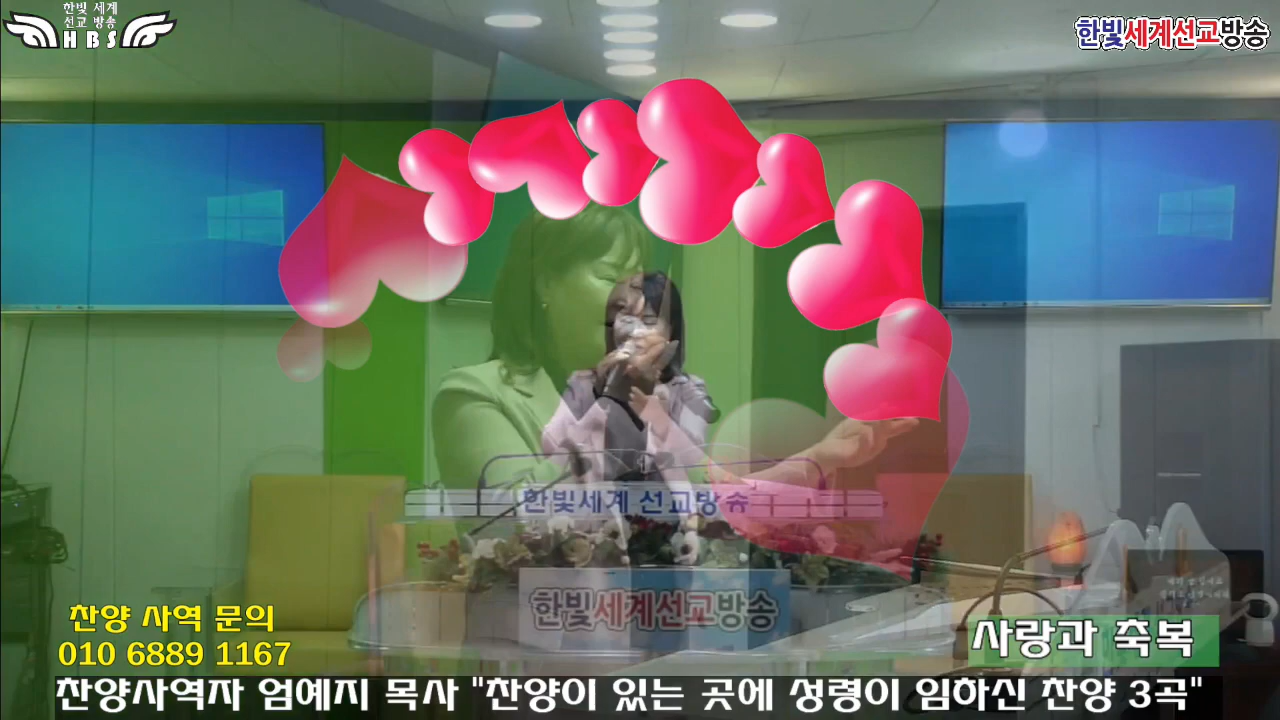 한빛 세계
선교 방송
HBS
한빛세계선교방송
한빛세계 선교방송
한빛세계선교방송
찬양 사역 문의
010 6889 1167
사랑과 축복
찬양사역자 엄예지 목사 "찬양이 있는 곳에 성령이 임하신 찬양 3곡"